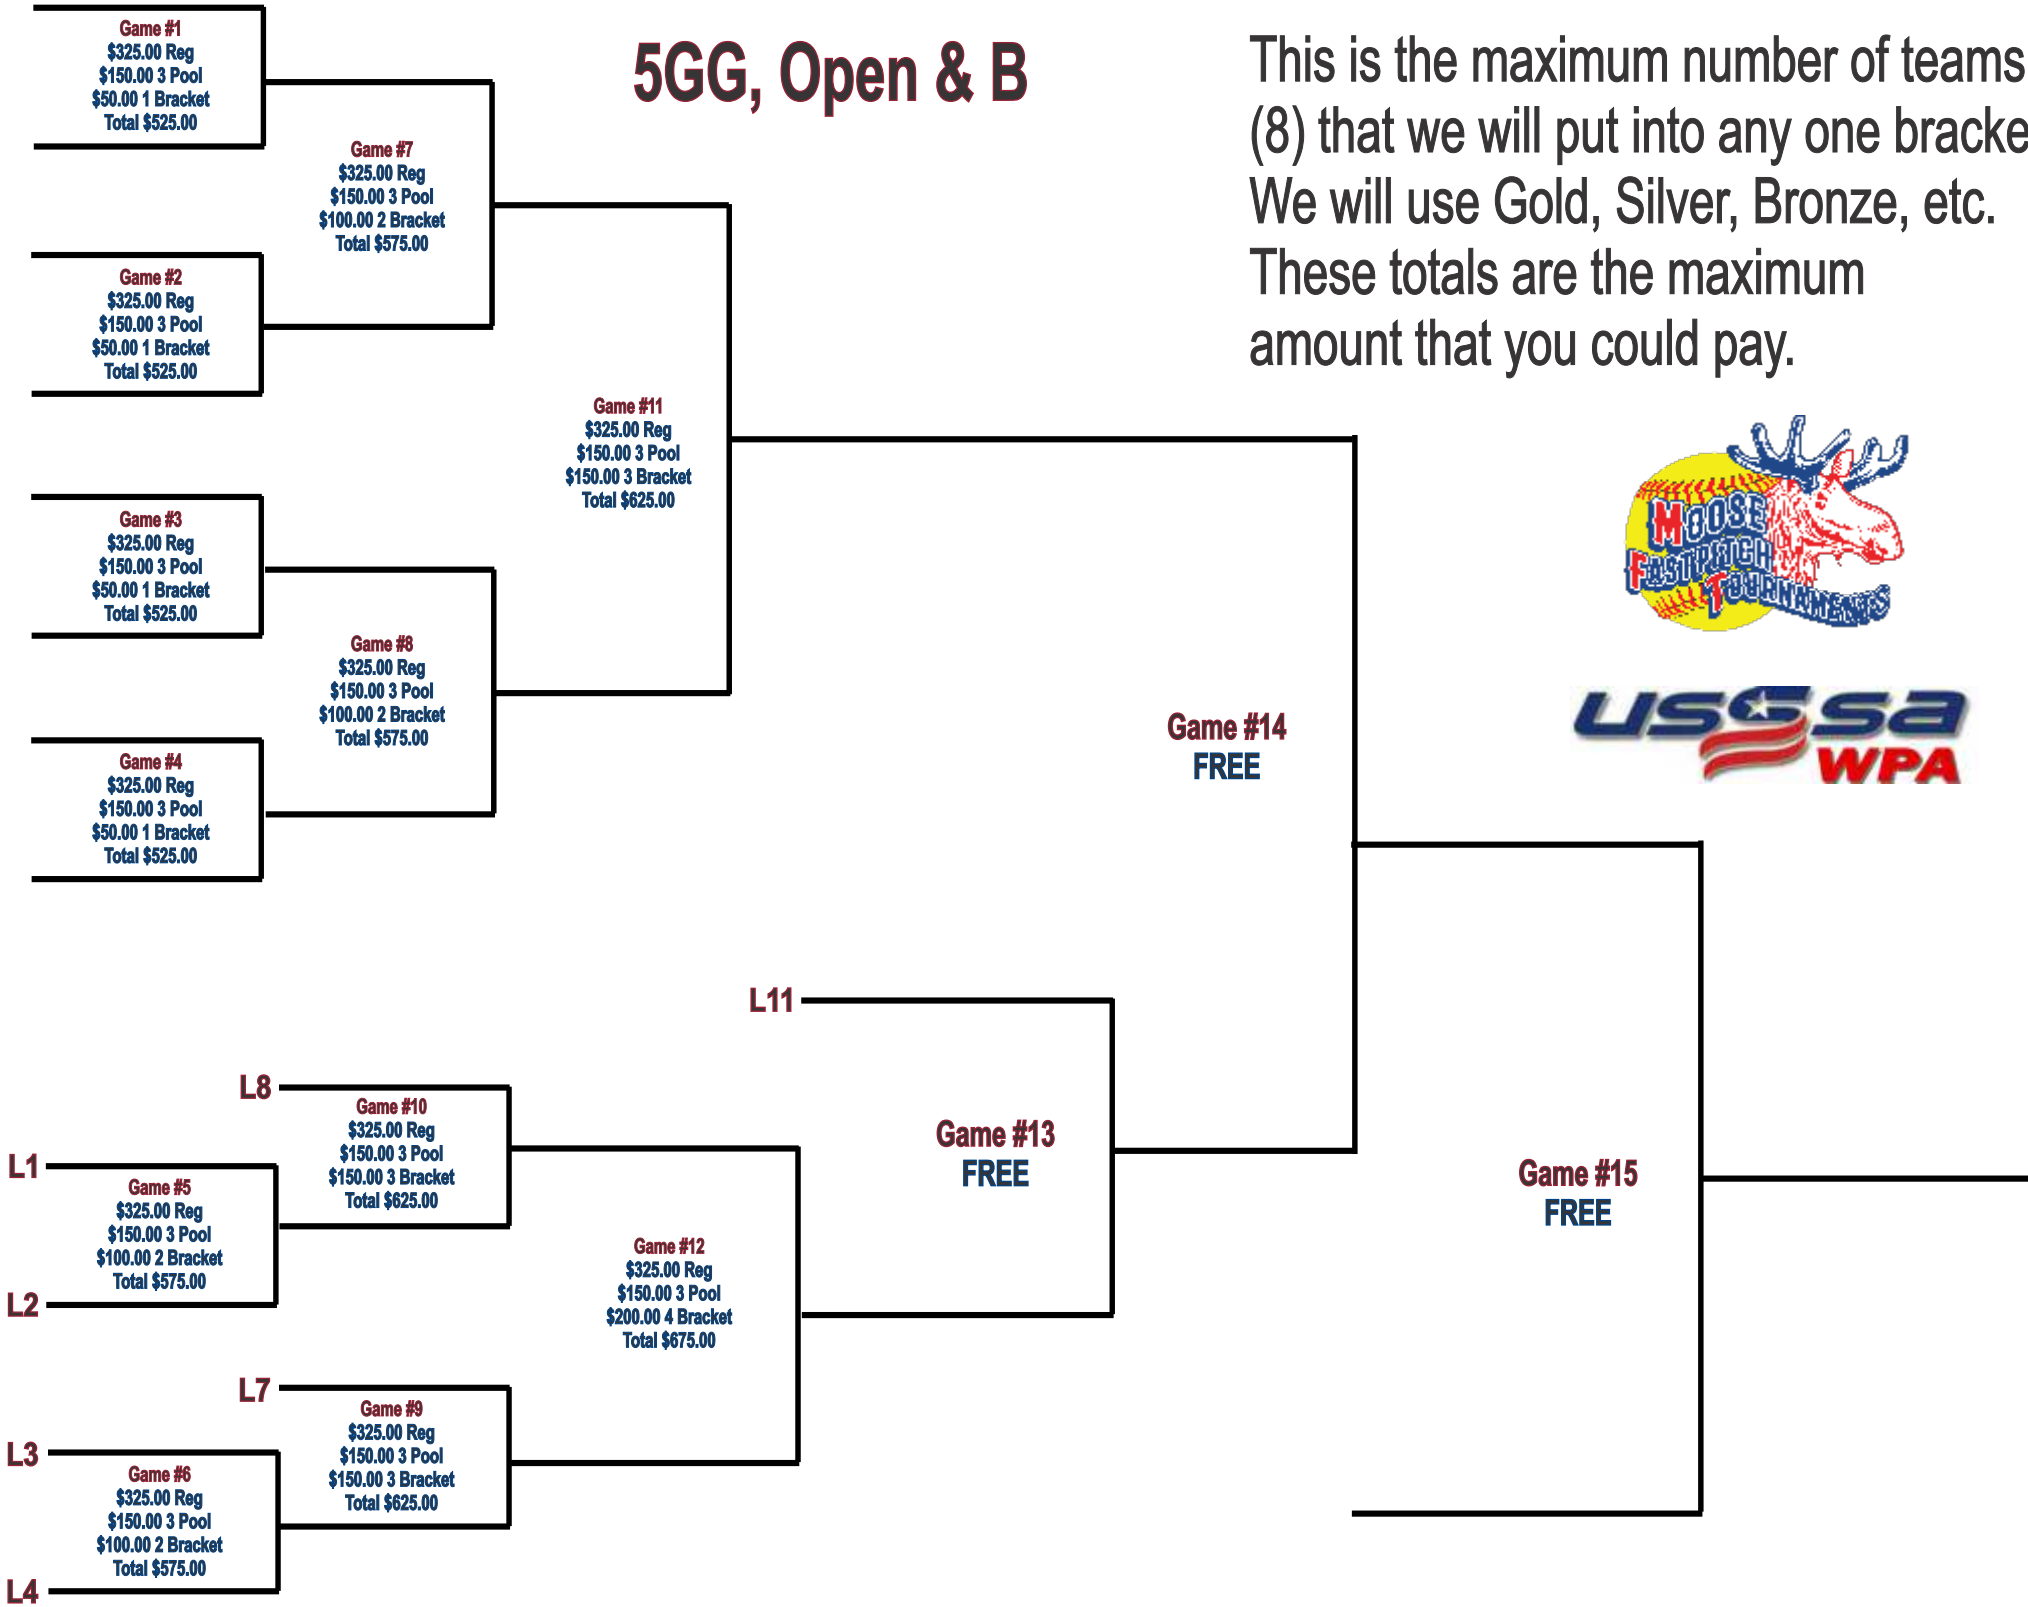 5GG, Open & B
This is the maximum number of teams
(8) that we will put into any one bracke
We will use Gold, Silver, Bronze, etc.
These totals are the maximum
amount that you could pay.
Game #1
$325.00 Reg
$150.00 3 Pool
$50.00 1 Bracket
Total $525.00
Game #7
$325.00 Reg
$150.00 3 Pool
$100.00 2 Bracket
Total $575.00
Game #2
$325.00 Reg
$150.00 3 Pool
$50.00 1 Bracket
Total $525.00
Game #11
$325.00 Reg
$150.00 3 Pool
$150.00 3 Bracket
Total $625.00
Game #3
$325.00 Reg
$150.00 3 Pool
$50.00 1 Bracket
Total $525.00
Game #8
$325.00 Reg
$150.00 3 Pool
$100.00 2 Bracket
Total $575.00
Game #4
$325.00 Reg
$150.00 3 Pool
$50.00 1 Bracket
Total $525.00
MOOSE
FASTPITCH
TOURNAMENTS
USSSA
WPA
Game #14
FREE
L11
L8
Game #10
$325.00 Reg
$150.00 3 Pool
$150.00 3 Bracket
Total $625.00
Game #13
FREE
L1
Game #5
$325.00 Reg
$150.00 3 Pool
$100.00 2 Bracket
Total $575.00
L2
Game #15
FREE
Game #12
$325.00 Reg
$150.00 3 Pool
$200.00 4 Bracket
Total $675.00
L7
Game #9
$325.00 Reg
$150.00 3 Pool
$150.00 3 Bracket
Total $625.00
L3
Game #6
$325.00 Reg
$150.00 3 Pool
$100.00 2 Bracket
Total $575.00
L4